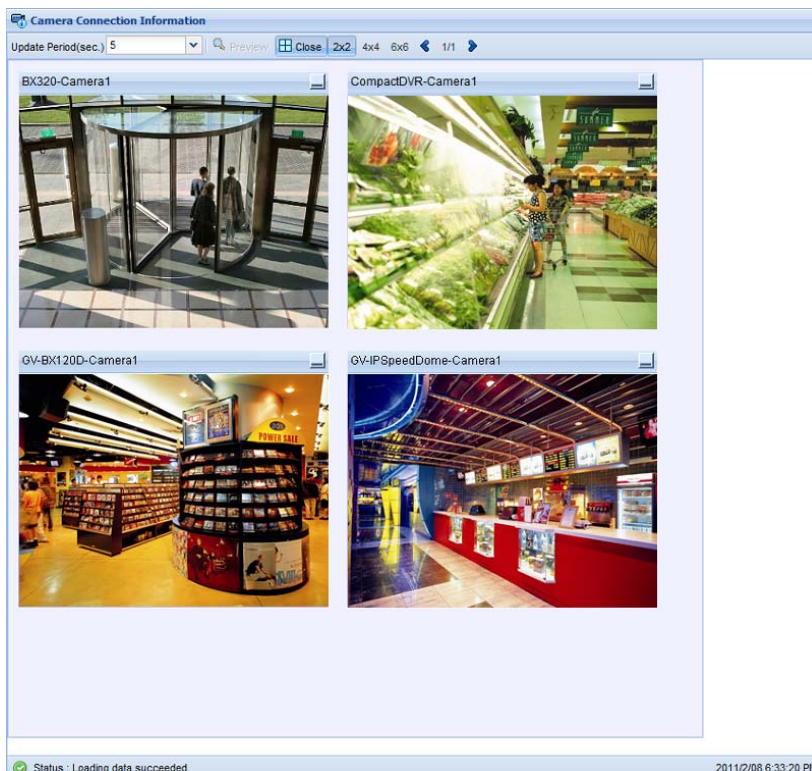 Camera Connection Information
Update Period(sec.) 5 Preview Close 2x2 4x4 6x6 1/1
BX320-Camera1
CompactDVR-Camera1
SUMMER
GV-BX120D-Camera1
GV-IPSpeedDome-Camera1
POWER SALE
Status : Loading data succeeded.
2011/2/08 6:33:20